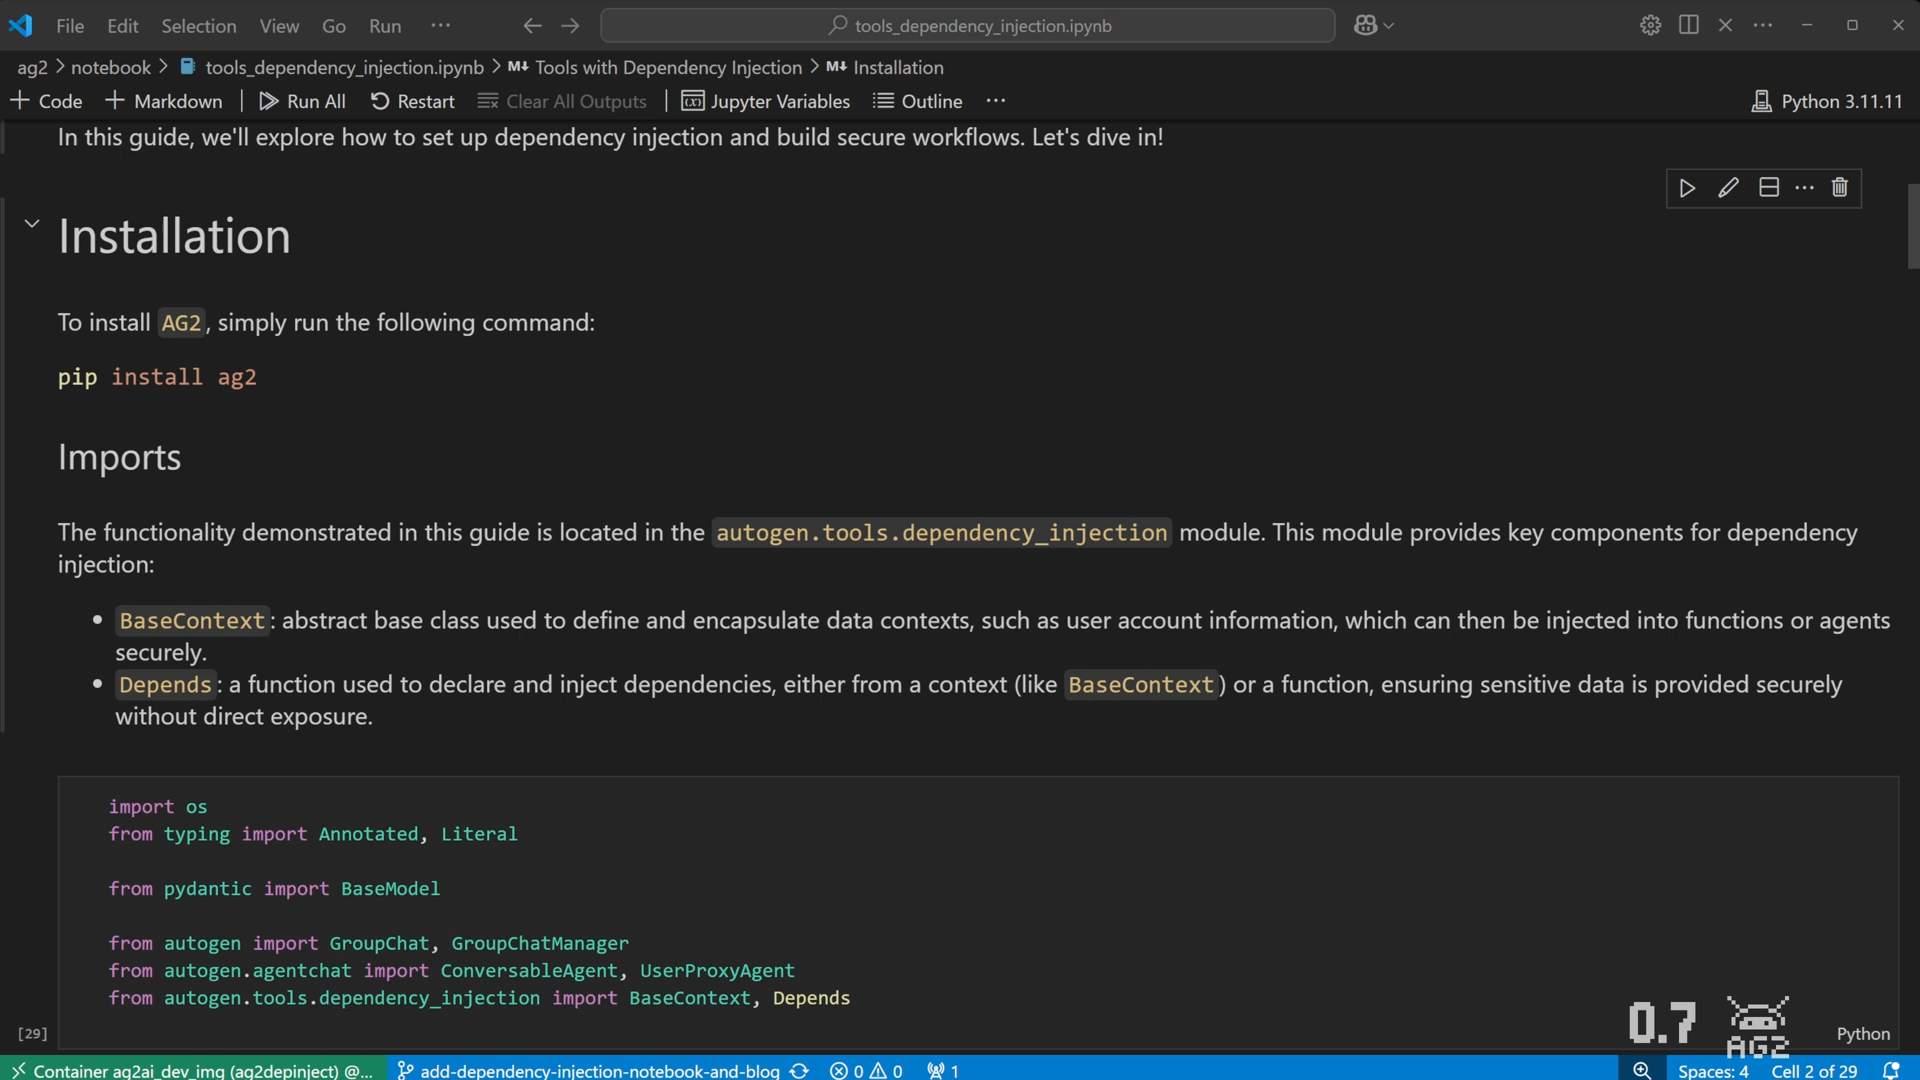 File Edit Selection View Go Run ··· tools_dependency_injection.ipynb
ag2 > notebook > tools_dependency_injection.ipynb > M↓ Tools with Dependency Injection > M↓ Installation
+ Code + Markdown | Run All Restart Clear All Outputs | Jupyter Variables Outline ··· Python 3.11.11
In this guide, we'll explore how to set up dependency injection and build secure workflows. Let's dive in!
Installation
To install AG2, simply run the following command:
pip install ag2
Imports
The functionality demonstrated in this guide is located in the autogen.tools.dependency_injection module. This module provides key components for dependency
injection:
• BaseContext: abstract base class used to define and encapsulate data contexts, such as user account information, which can then be injected into functions or agents
securely.
• Depends: a function used to declare and inject dependencies, either from a context (like BaseContext) or a function, ensuring sensitive data is provided securely
without direct exposure.
import os
from typing import Annotated, Literal
from pydantic import BaseModel
from autogen import GroupChat, GroupChatManager
from autogen.agentchat import ConversableAgent, UserProxyAgent
from autogen.tools.dependency_injection import BaseContext, Depends
[29] 0.7 AG2 Python
Container ag2ai_dev_img (ag2depinject) @... add-dependency-injection-notebook-and-blog 0 0 1 Spaces: 4 Cell 2 of 29